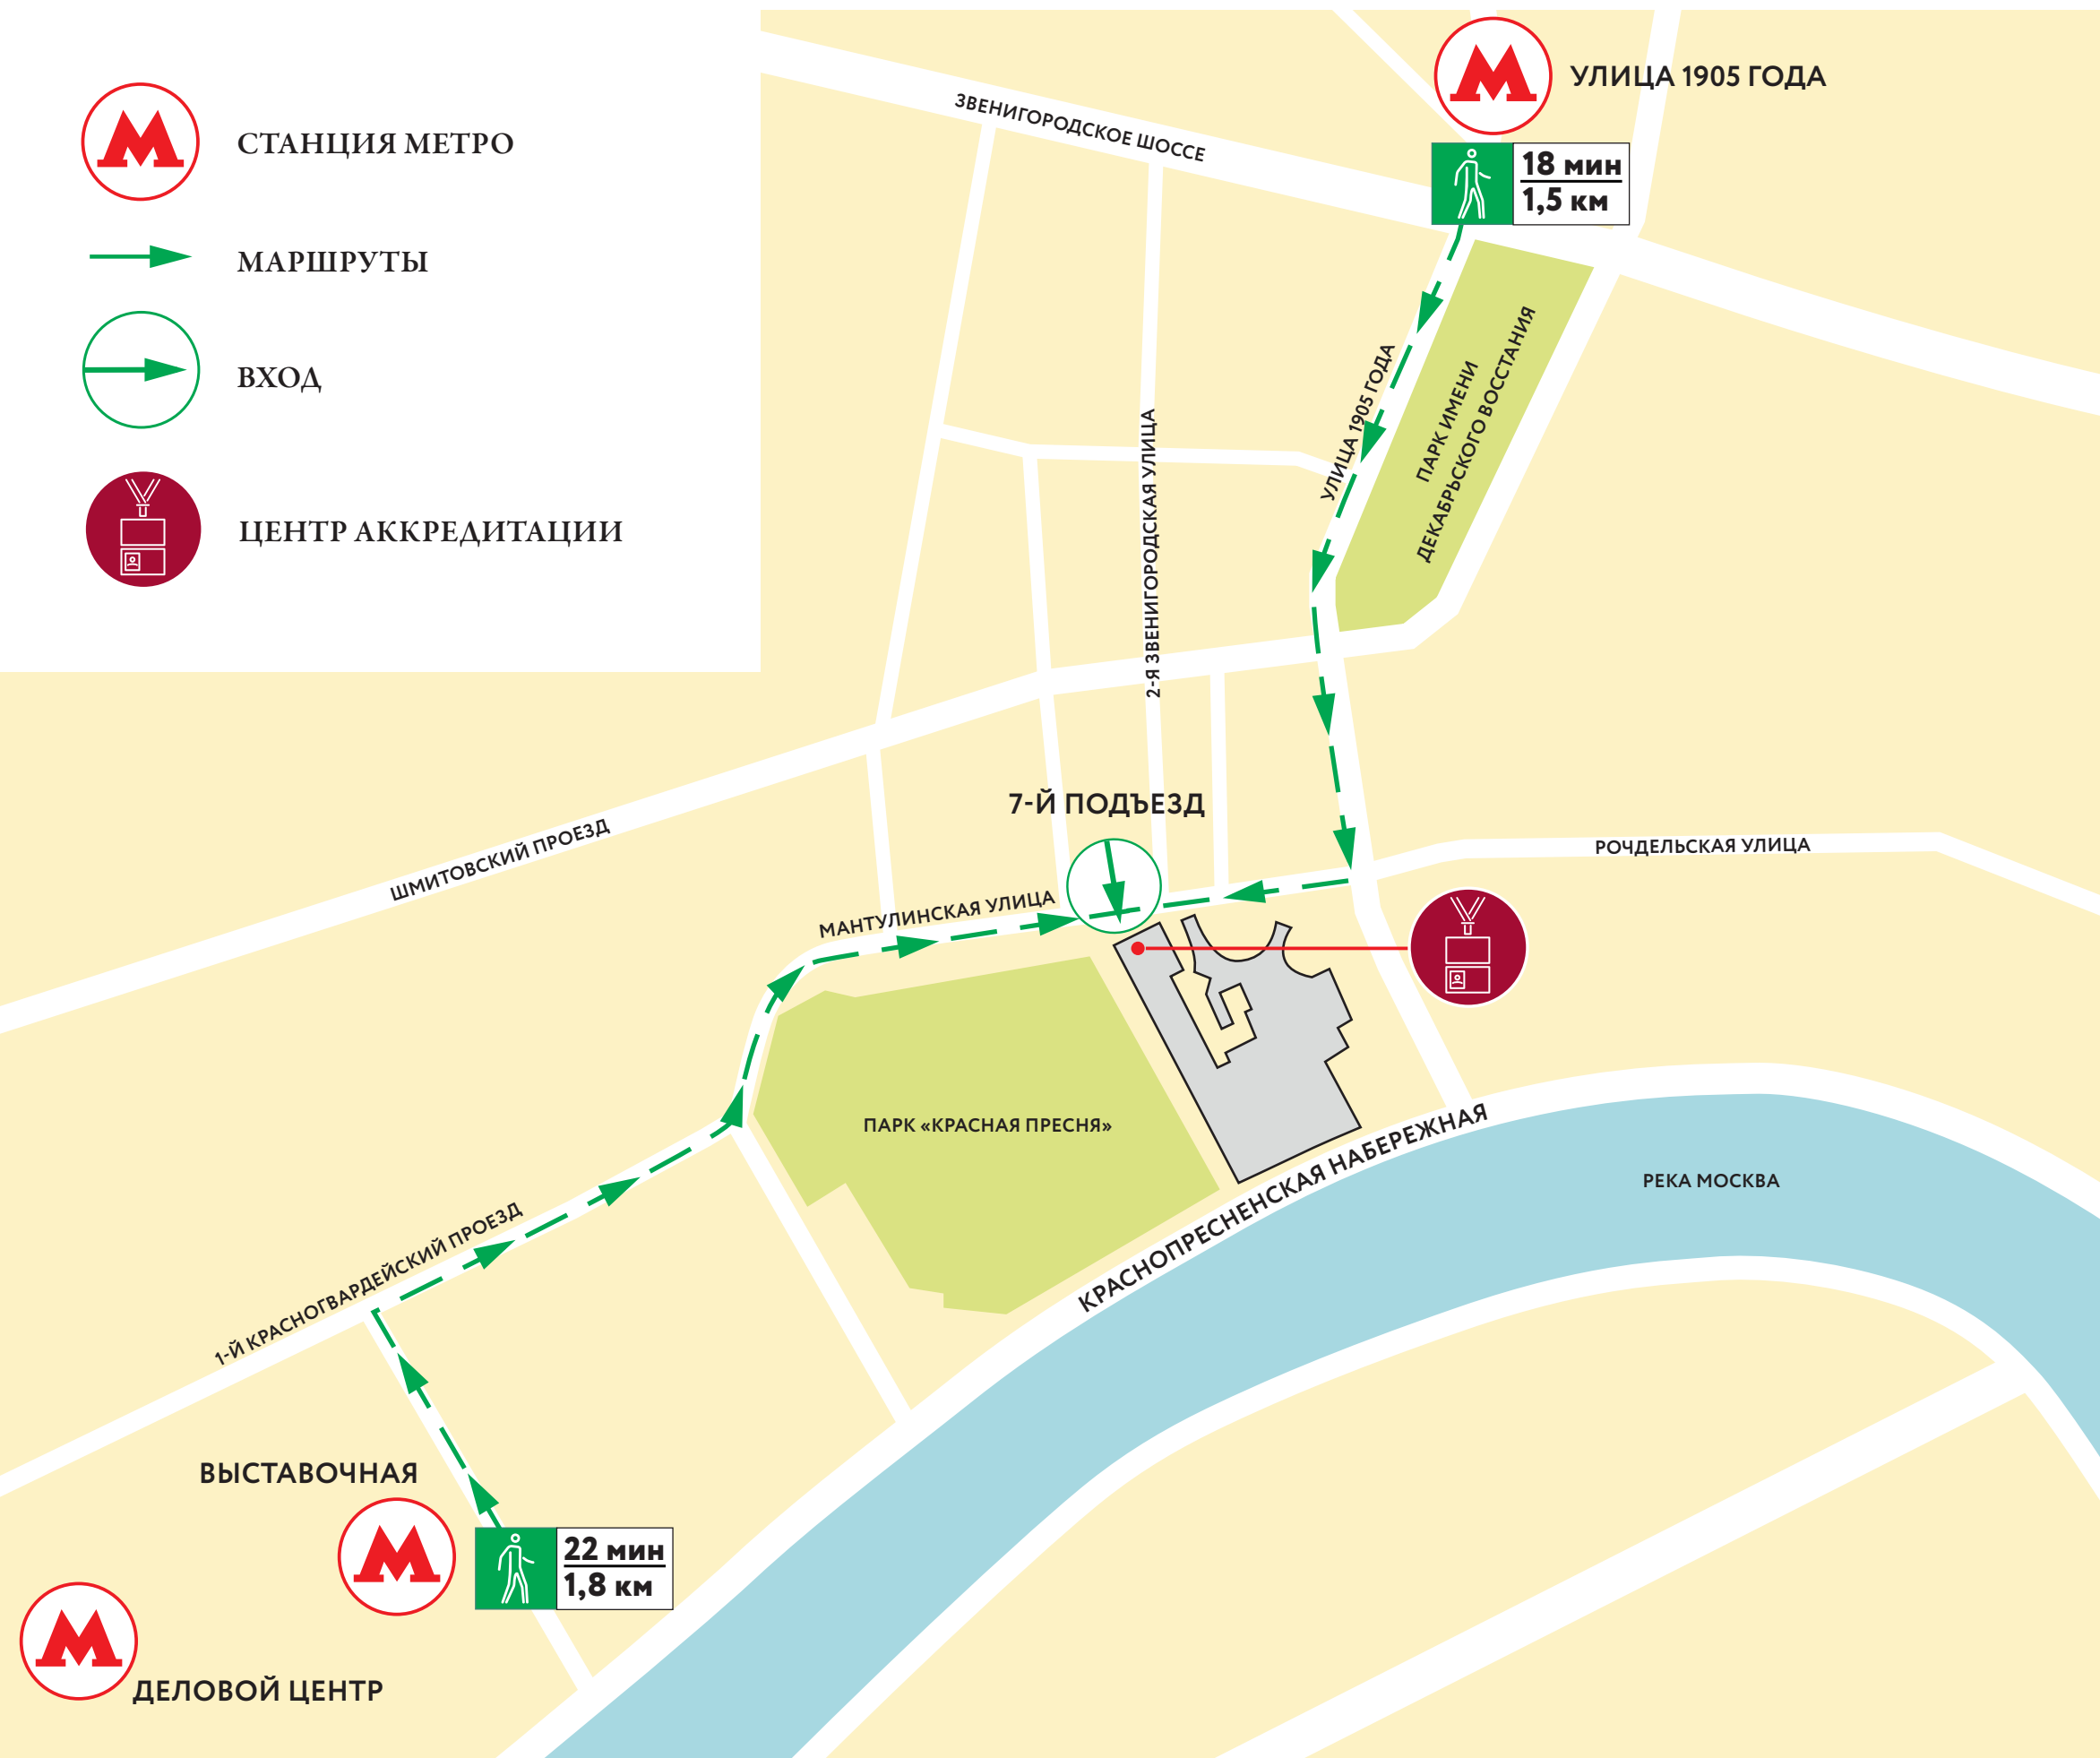 СТАНЦИЯ МЕТРО
МАРШРУТЫ
ВХОД
ЦЕНТР АККРЕДИТАЦИИ
УЛИЦА 1905 ГОДА
18 мин
1,5 км
ЗВЕНИГОРОДСКОЕ ШОССЕ
УЛИЦА 1905 ГОДА
ПАРК ИМЕНИ
ДЕКАБРЬСКОГО ВОССТАНИЯ
2-Я ЗВЕНИГОРОДСКАЯ УЛИЦА
ШМИТОВСКИЙ ПРОЕЗД
7-Й ПОДЪЕЗД
РОЧДЕЛЬСКАЯ УЛИЦА
МАНТУЛИНСКАЯ УЛИЦА
ПАРК «КРАСНАЯ ПРЕСНЯ»
КРАСНОПРЕСНЕНСКАЯ НАБЕРЕЖНАЯ
РЕКА МОСКВА
1-Й КРАСНОГВАРДЕЙСКИЙ ПРОЕЗД
ВЫСТАВОЧНАЯ
22 мин
1,8 км
ДЕЛОВОЙ ЦЕНТР